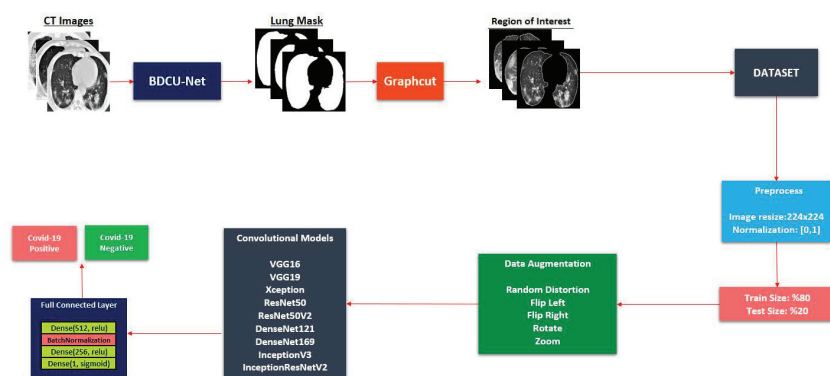 CT Images
BDCU-Net
Lung Mask
Graphcut
Region of Interest
DATASET
Preprocess
Image resize:224x224
Normalization: [0,1]
Train Size: %80
Test Size: %20
Data Augmentation
Random Distortion
Flip Left
Flip Right
Rotate
Zoom
Convolutional Models
VGG16
VGG19
Xception
ResNet50
ResNet50V2
DenseNet121
DenseNet169
InceptionV3
InceptionResNetV2
Full Connected Layer
Dense(512, relu)
BatchNormalization
Dense(256, relu)
Dense(1, sigmoid)
Covid-19
Positive
Covid-19
Negative